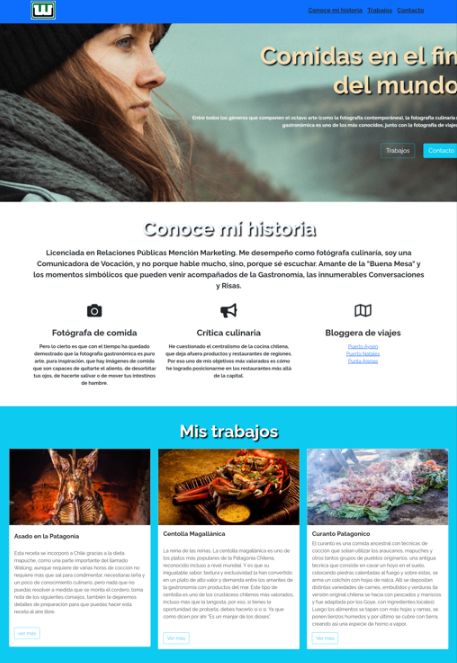 W
Conoce mi historia Trabajos Contacto
Comidas en el fin
del mundo
Entre todos los géneros que componen el octavo arte (como la fotografía contemporánea), la fotografía culinaria
gastronómica es uno de los más conocidos, junto con la fotografía de viaje
Trabajos Contacto
Conoce mi historia
Licenciada en Relaciones Públicas Mención Marketing. Me desempeño como fotógrafa culinaria, soy una
Comunicadora de Vocación, y no porque hable mucho, sino, porque sé escuchar. Amante de la "Buena Mesa" y
los momentos simbólicos que pueden venir acompañados de la Gastronomía, las innumerables Conversaciones
y Risas.
Fotógrafa de comida
Pero lo cierto es que con el tiempo ha quedado
demostrado que la fotografía gastronómica es puro
arte, pura inspiración, que hay imágenes de comida
que son capaces de quitarte el aliento, de desorbitar
tus ojos, de hacerte salivar o de mover tus intestinos
de hambre.
Crítica culinaria
He cuestionado el centralismo de la cocina chilena,
que deja afuera productos y restaurantes de regiones.
Por eso uno de mis objetivos más valorados es cómo
he logrado posicionarme en los restaurantes más allá
de la capital.
Bloggera de viajes
Puerto Aysen
Puerto Natales
Punta Arenas
Mis trabajos
Asado en la Patagonía
Esta receta se incorporó a Chile gracias a la dieta
mapuche, como una parte importante del llamado
Walking, aunque requiere de varias horas de cocción no
requiere más que sal para condimentar, necesitarás leña y
un poco de conocimiento culinario, pero nada que no
puedas resolver a medida que se monta el cordero, toma
nota de los siguientes consejos, también le dejaremos
detalles de preparación para que puedas hacer esta
receta al aire libre.
ver más
Centolla Magallánica
La reina de las reinas. La centolla magallánica es uno de
los platos más populares de la Patagonia Chilena,
reconocido incluso a nivel mundial. Y es que su
inigualable sabor, textura y exclusividad la han convertido
en un plato de alto valor y demanda entre los amantes de
la gastronomía con productos del mar. Este tipo de
centolla es uno de los crustáceos chilenos más valorados,
incluso más que la langosta, por eso, si tienes la
oportunidad de probarla, debes hacerlo sí o sí. Ya que
como dicen por ahí "Es un manjar de los dioses".
Ver más
Curanto Patagonico
El curanto es una comida ancestral con técnicas de
cocción que solían utilizar los araucanos, mapuches y
otros tantos grupos de pueblos originarios, una antigua
técnica que consiste en cavar un hoyo en el suelo,
colocando piedras calentadas al fuego y sobre estas, se
arma un colchón con hojas de nalca. Allí se depositan
distintas variedades de carnes, embutidos y verduras (la
versión original chilena se hacía con pescados y mariscos
y fue adaptada por los Goye, con ingredientes locales).
Luego los alimentos se tapan con más hojas y ramas, se
ponen lienzos húmedos y por último se cubre con tierra,
creando así una especie de horno a vapor.
Ver más